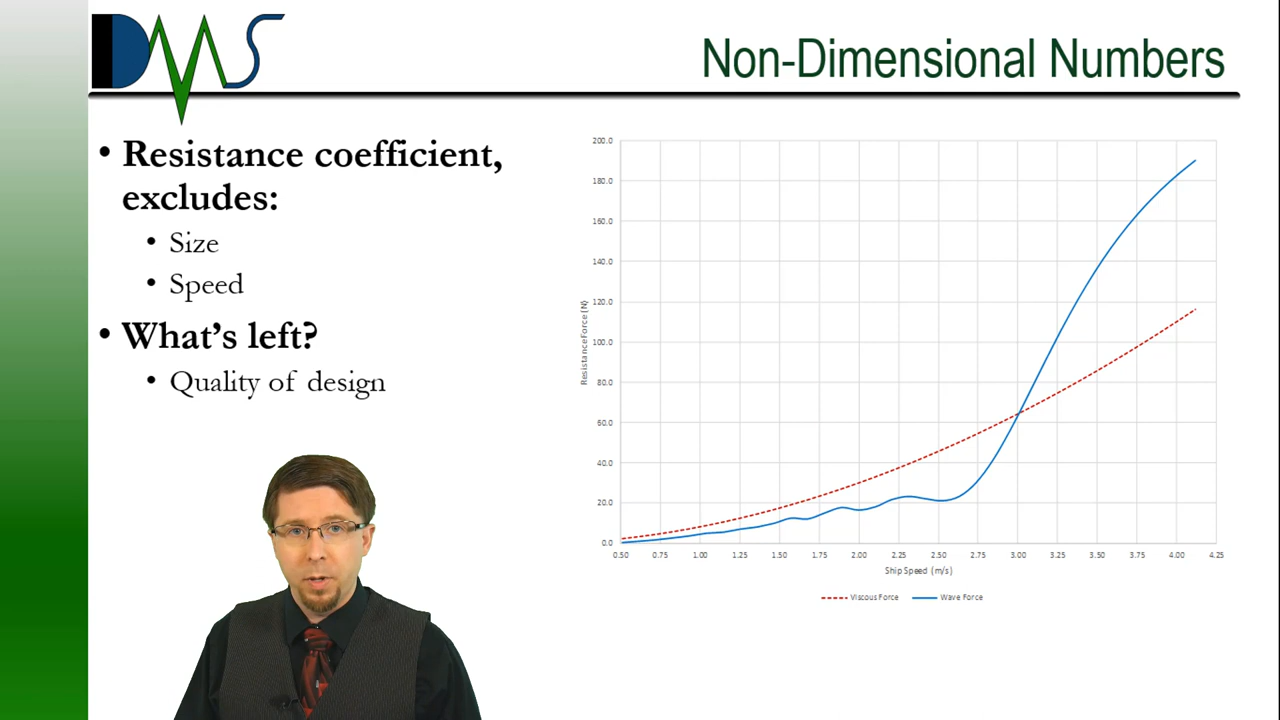 DMS
Non-Dimensional Numbers
• Resistance coefficient,
excludes:
• Size
• Speed
• What's left?
• Quality of design
200.0
180.0
160.0
140.0
120.0
100.0
80.0
60.0
40.0
20.0
0.0
Resistance Force (N)
0.50 0.75 1.00 1.25 1.50 1.75 2.00 2.25 2.50 2.75 3.00 3.25 3.50 3.75 4.00 4.25
Ship Speed (m/s)
Viscous Force Wave Force